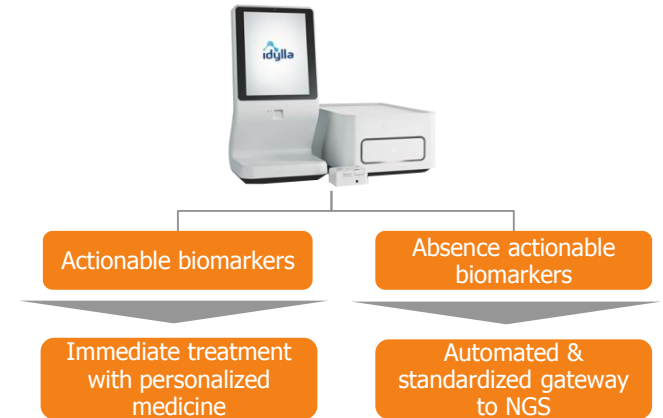 idylla
Actionable biomarkers
Absence actionable
biomarkers
Immediate treatment
with personalized
medicine
Automated &
standardized gateway
to NGS